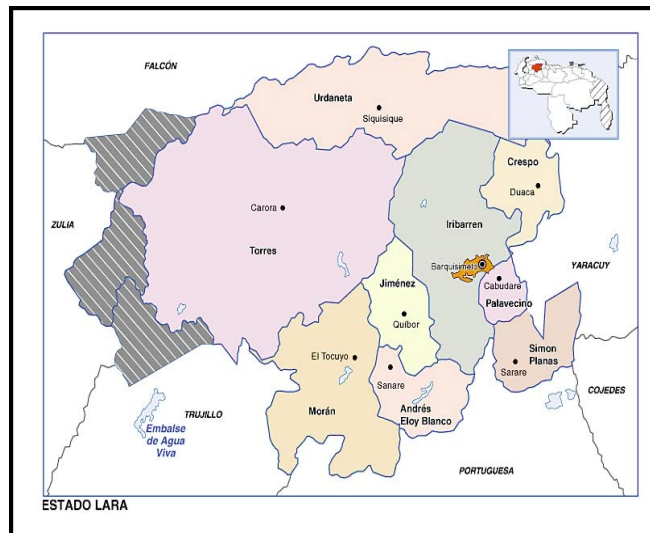 FALCÓN
Urdaneta
Siquisique
Crespo
Duaca
Carora
Iribarren
ZULIA
Torres
Barquisimeto
YARACUY
Jiménez
Cabudare
Palavecino
Quíbor
Simon
Planas
El Tocuyo
Sanare
Sarare
COJEDES
Morán
Andrés
Eloy Blanco
TRUJILLO
Embalse
de Agua
Viva
PORTUGUESA
ESTADO LARA